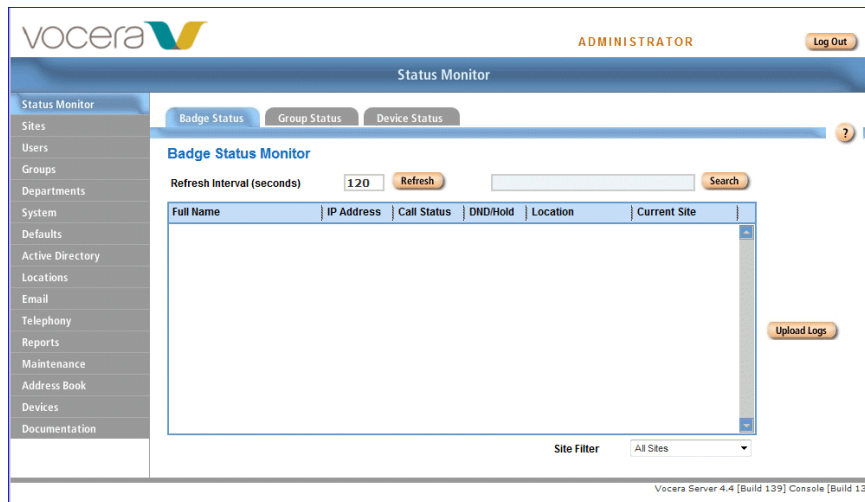 vocera
ADMINISTRATOR
Log Out
Status Monitor
Status Monitor
Sites
Users
Groups
Departments
System
Defaults
Active Directory
Locations
Email
Telephony
Reports
Maintenance
Address Book
Devices
Documentation
Badge Status Group Status Device Status
?
Badge Status Monitor
Refresh Interval (seconds) 120 Refresh Search
Full Name IP Address Call Status DND/Hold Location Current Site
Upload Logs
Site Filter All Sites
Vocera Server 4.4 [Build 139] Console [Build 13